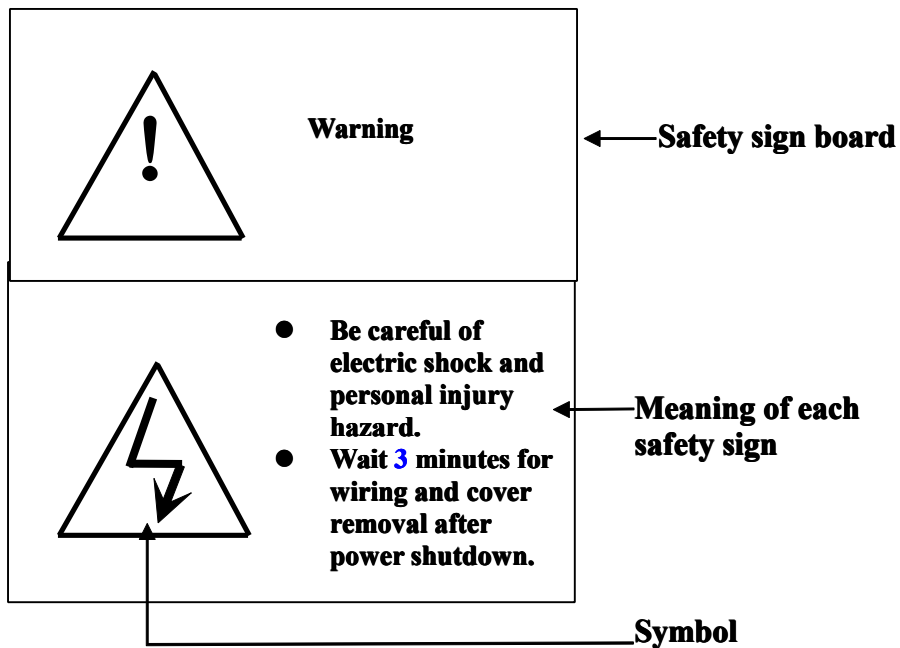 Warning
Safety sign board
● Be careful of
electric shock and
personal injury
hazard.
● Wait 3 minutes for
wiring and cover
removal after
power shutdown.
Meaning of each
safety sign
Symbol